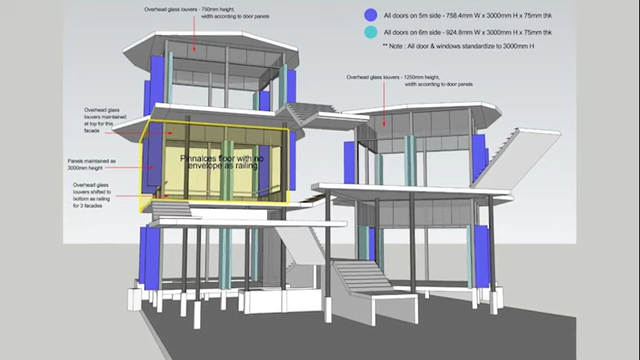 Overhead glass louvers - 750mm height,
width according to door panels
All doors on 5m side - 758.4mm W x 3000mm H x 75mm thk
All doors on 6m side - 924.8mm W x 3000mm H x 75mm thk
** Note : All door & windows standardize to 3000mm H
Overhead glass louvers - 1250mm height,
width according to door panels
Overhead glass
louvers maintained
at top for this
facade
Pinnalces floor with no
envelope as railing
Panels maintained as
3000mm height
Overhead glass
louvers shifted to
bottom as railing
for 3 facades